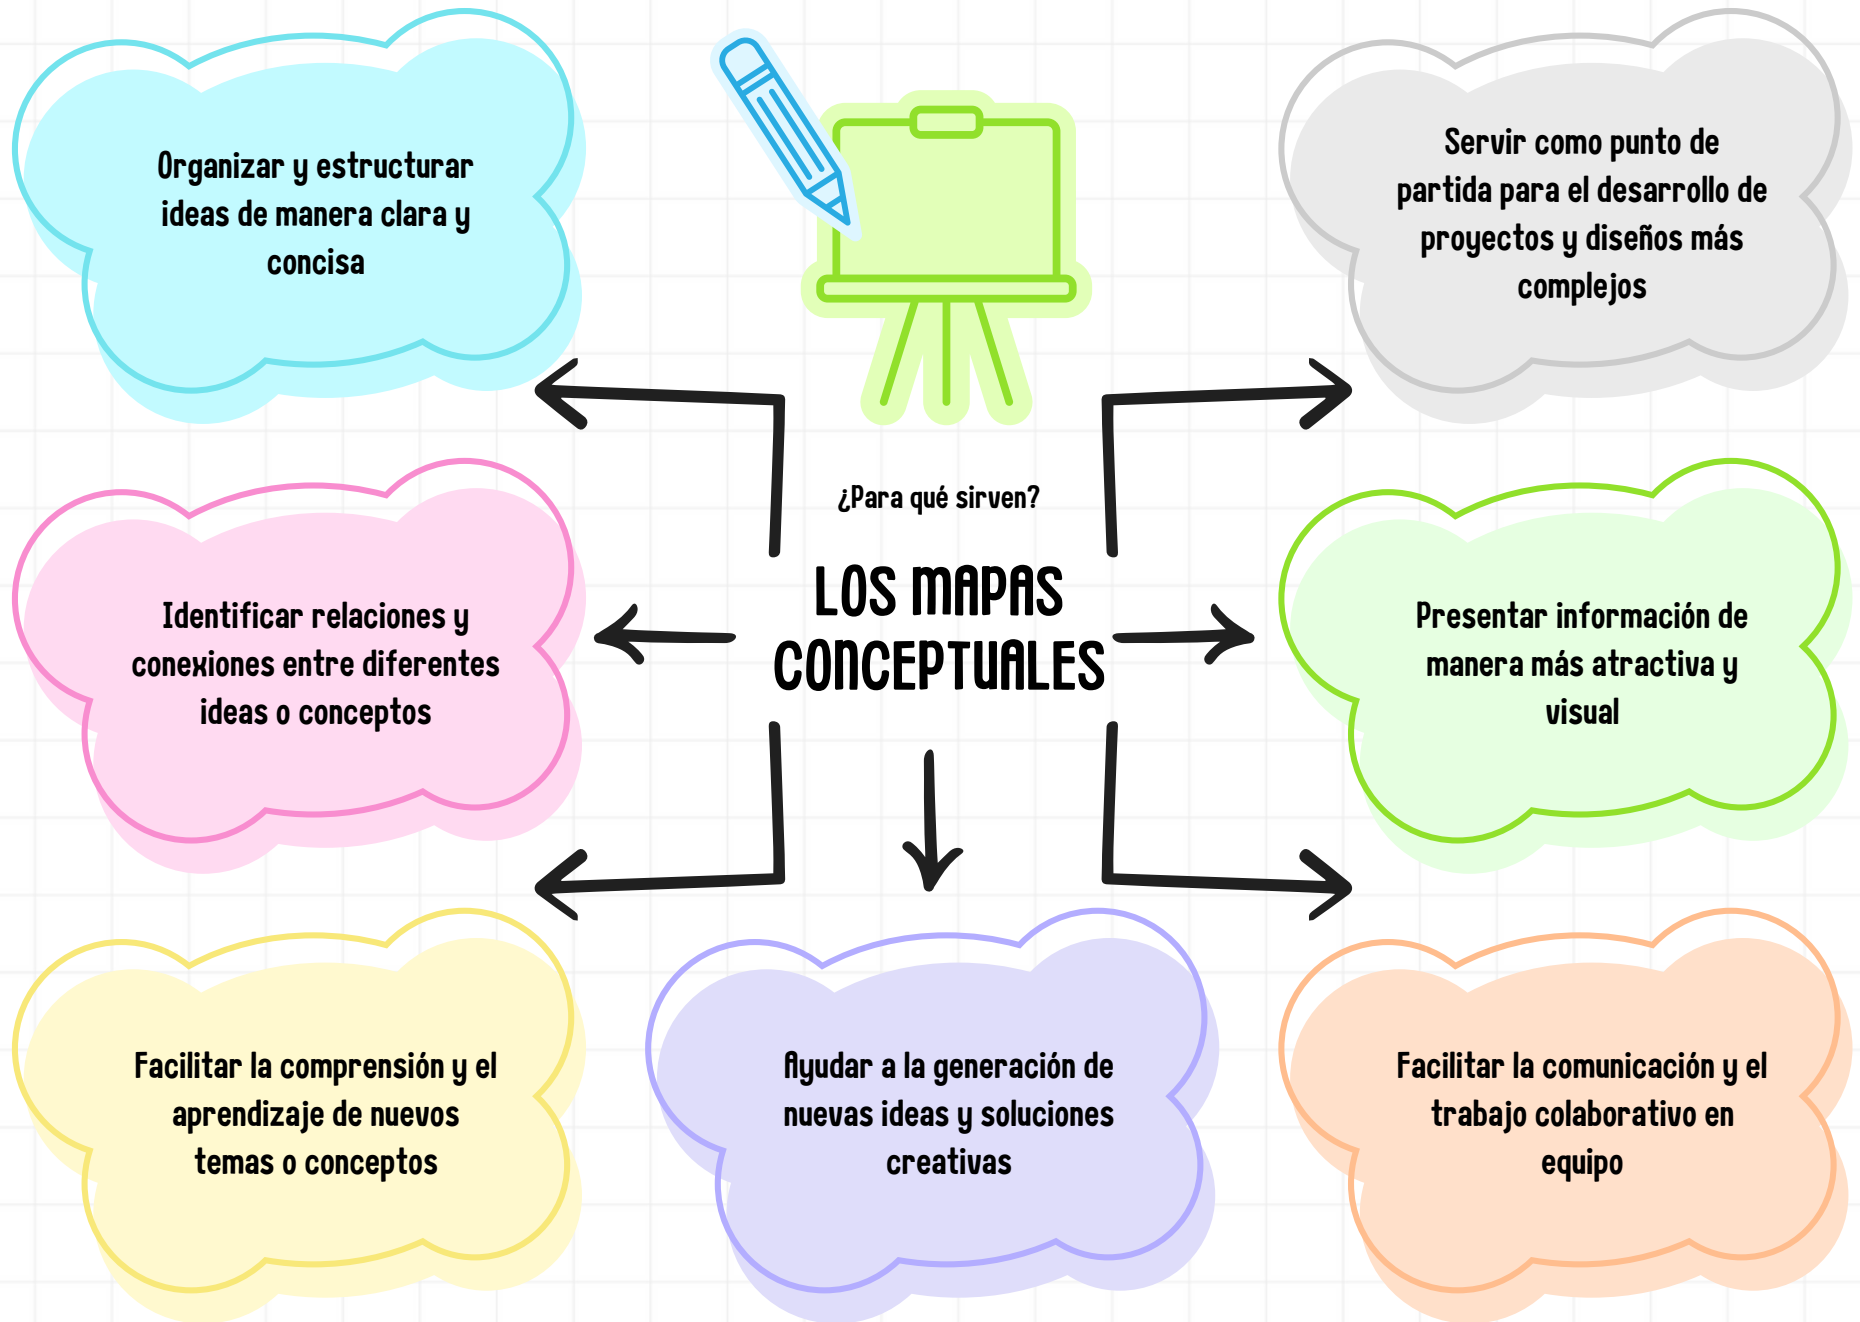 ¿Para qué sirven?
LOS MAPAS
CONCEPTUALES
Organizar y estructurar
ideas de manera clara y
concisa
Servir como punto de
partida para el desarrollo de
proyectos y diseños más
complejos
Identificar relaciones y
conexiones entre diferentes
ideas o conceptos
Presentar información de
manera más atractiva y
visual
Facilitar la comprensión y el
aprendizaje de nuevos
temas o conceptos
Ayudar a la generación de
nuevas ideas y soluciones
creativas
Facilitar la comunicación y el
trabajo colaborativo en
equipo